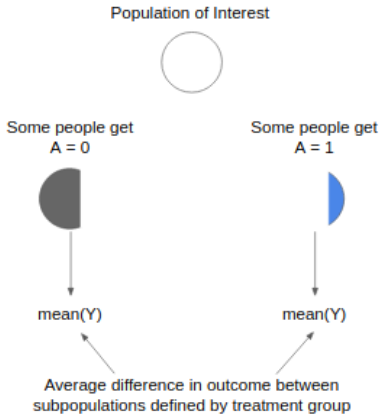 Population of Interest
Some people get
A = 0
Some people get
A = 1
mean(Y)
mean(Y)
Average difference in outcome between
subpopulations defined by treatment group